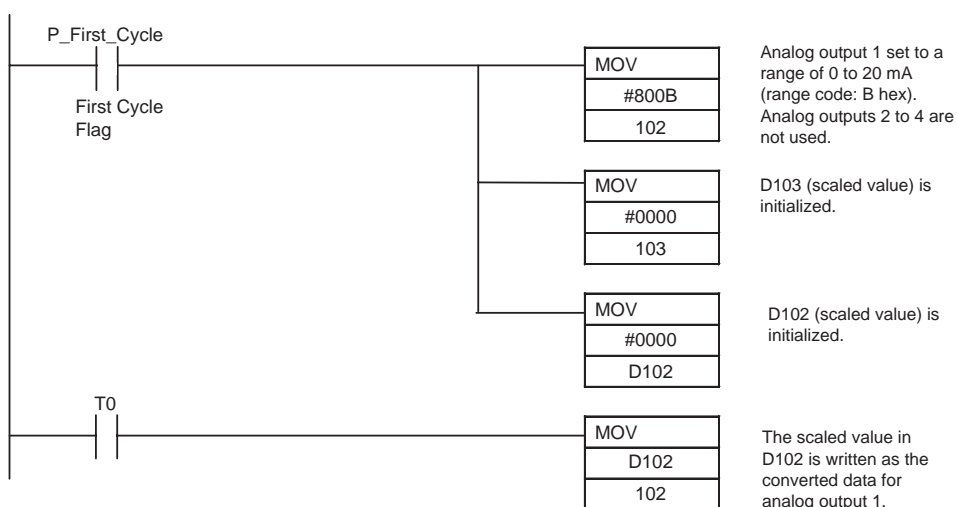 P_First_Cycle
First Cycle
Flag
MOV
#800B
102
Analog output 1 set to a
range of 0 to 20 mA
(range code: B hex).
Analog outputs 2 to 4 are
not used.
MOV
#0000
103
D103 (scaled value) is
initialized.
MOV
#0000
D102
D102 (scaled value) is
initialized.
T0
MOV
D102
102
The scaled value in
D102 is written as the
converted data for
analog output 1.